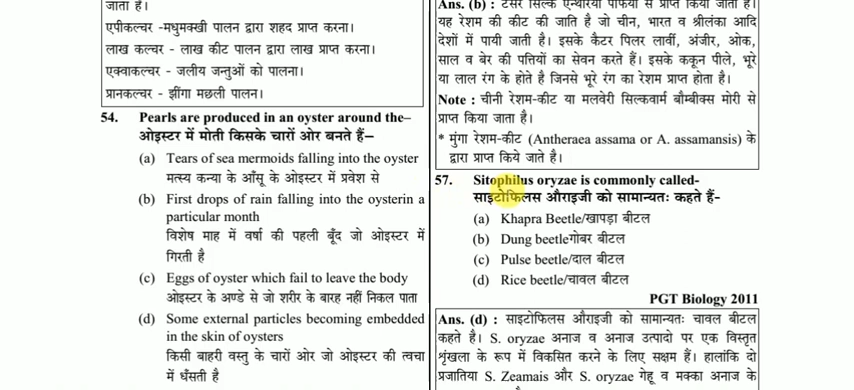 जाता है।
एपीकल्चर -मधुमक्खी पालन द्वारा शहद प्राप्त करना।
लाख कल्चर - लाख कीट पालन द्वारा लाख प्राप्त करना।
एक्वाकल्चर - जलीय जन्तुओं को पालना।
प्रानकल्चर - झींगा मछली पालन।
54. Pearls are produced in an oyster around the–
ओइस्टर में मोती किसके चारों ओर बनते हैं–
(a) Tears of sea mermoids falling into the oyster
मत्स्य कन्या के आँसू के ओइस्टर में प्रवेश से
(b) First drops of rain falling into the oysterin a
particular month
विशेष माह में वर्षा की पहली बूँद जो ओइस्टर में
गिरती है
(c) Eggs of oyster which fail to leave the body
ओइस्टर के अण्डे से जो शरीर के बारह नहीं निकल पाता
(d) Some external particles becoming embedded
in the skin of oysters
किसी बाहरी वस्तु के चारों ओर जो ओइस्टर की त्वचा
में धँसती है
Ans. (b) : टसर सिल्क एन्थीरिया पैफिया से प्राप्त किया जाता है।
यह रेशम की कीट की जाति है जो चीन, भारत व श्रीलंका आदि
देशों में पायी जाती है। इसके कैटर पिलर लार्वी, अंजीर, ओक,
साल व बेर की पत्तियों का सेवन करते हैं। इसके ककून पीले, भूरे
या लाल रंग के होते है जिनसे भूरे रंग का रेशम प्राप्त होता है।
Note : चीनी रेशम-कीट या मलवेरी सिल्कवार्म बौम्बीक्स मोरी से
प्राप्त किया जाता है।
* मुंगा रेशम-कीट (Antheraea assama or A. assamansis) के
द्वारा प्राप्त किये जाते है।
57. Sitophilus oryzae is commonly called-
साइटोफिलस औराइजी को सामान्यतः कहते हैं-
(a) Khapra Beetle/खापड़ा बीटल
(b) Dung beetleगोबर बीटल
(c) Pulse beetle/दाल बीटल
(d) Rice beetle/चावल बीटल
PGT Biology 2011
Ans. (d) : साइटोफिलस औराइजी को सामान्यतः चावल बीटल
कहते है। S. oryzae अनाज व अनाज उत्पादो पर एक विस्तृत
शृंखला के रूप में विकसित करने के लिए सक्षम हैं। हालांकि दो
प्रजातिया S. Zeamais और S. oryzae गेहू व मक्का अनाज के